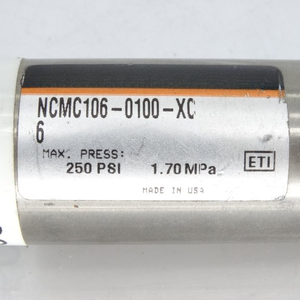 NCMC106-0100-XC
6
MAX. PRESS:
250 PSI 1.70 MPa
ETI
MADE IN USA